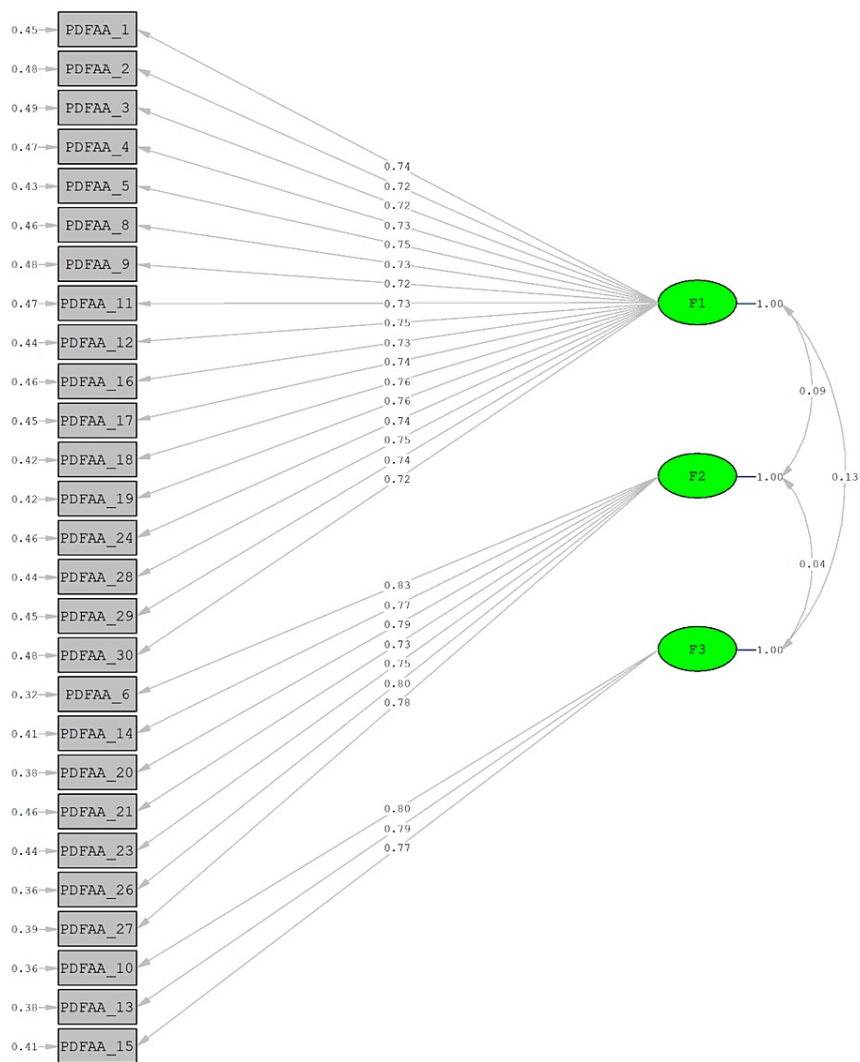 0.45 PDFAA_1
0.48 PDFAA_2
0.49 PDFAA_3
0.47 PDFAA_4
0.43 PDFAA_5
0.46 PDFAA_8
0.48 PDFAA_9
0.47 PDFAA_11
0.44 PDFAA_12
0.46 PDFAA_16
0.45 PDFAA_17
0.42 PDFAA_18
0.42 PDFAA_19
0.46 PDFAA_24
0.44 PDFAA_28
0.45 PDFAA_29
0.48 PDFAA_30
0.32 PDFAA_6
0.41 PDFAA_14
0.38 PDFAA_20
0.46 PDFAA_21
0.44 PDFAA_23
0.36 PDFAA_26
0.39 PDFAA_27
0.36 PDFAA_10
0.38 PDFAA_13
0.41 PDFAA_15
0.74
0.72
0.72
0.73
0.75
0.73
0.72
0.73
0.75
0.73
0.74
0.76
0.76
0.74
0.75
0.74
0.72
0.83
0.77
0.79
0.73
0.75
0.80
0.78
0.80
0.79
0.77
F1 1.00
F2 1.00
F3 1.00
0.09
0.13
0.04